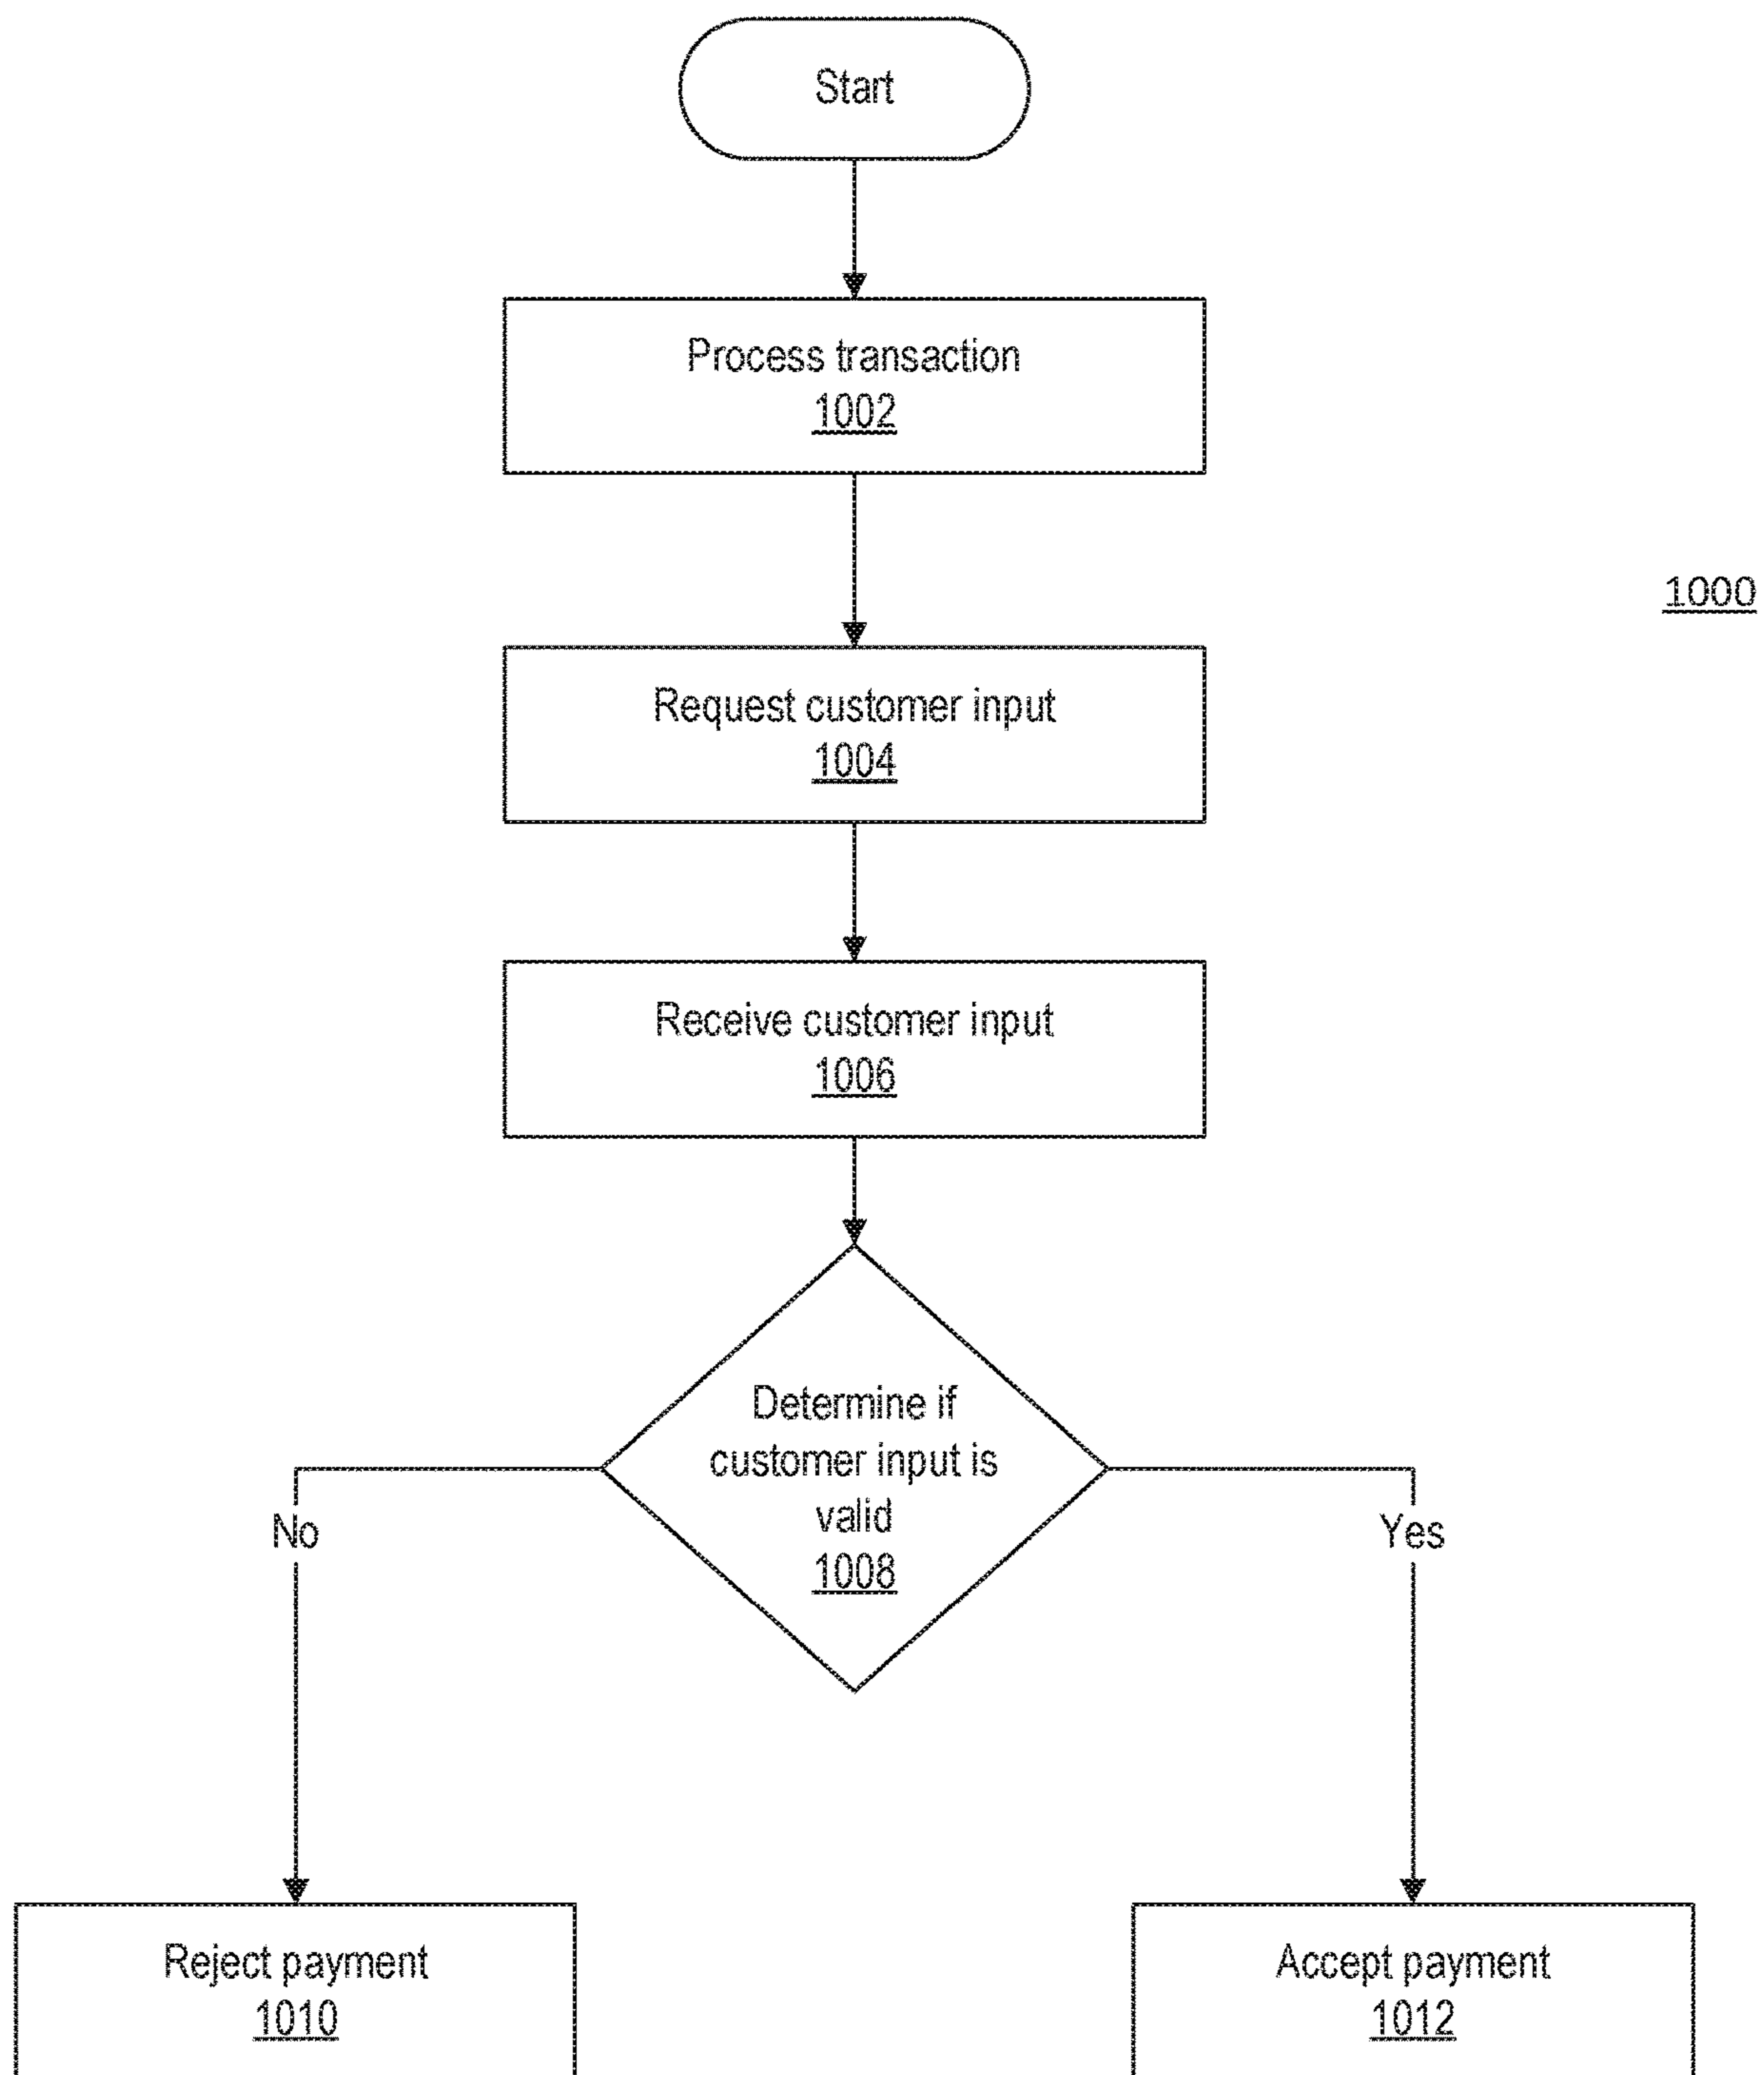 Start
Process transaction
1002
1000
Request customer input
1004
Receive customer input
1006
Determine if
customer input is
valid
1008
No
Yes
Reject payment
1010
Accept payment
1012